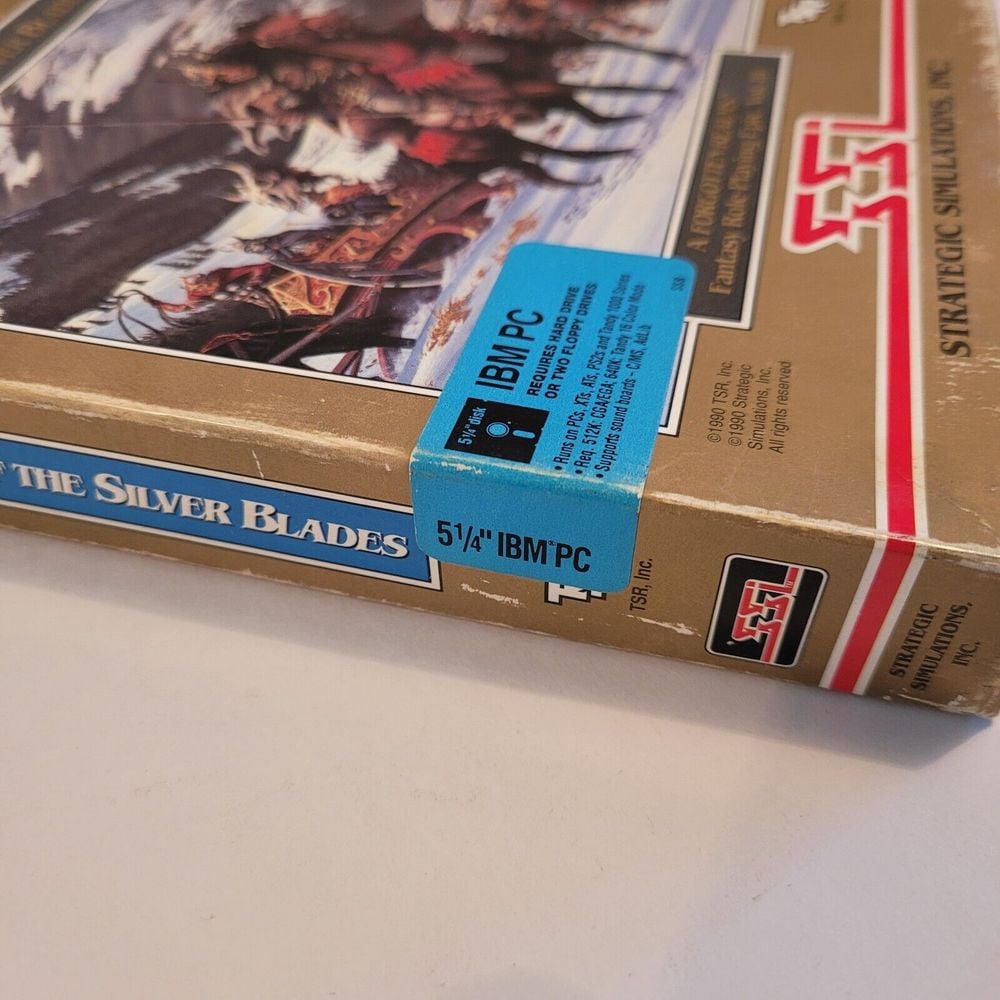 A FORGOTTEN REALMS
Fantasy Role-Playing Epic, Vol. III
SSI
STRATEGIC SIMULATIONS, INC
IBM PC
REQUIRES HARD DRIVE
OR TWO FLOPPY DRIVES
5¼" disk
• Runs on PCs, XTs, ATs, PS2s and Tandy 1000 Series
• Req. 512K: CGA/EGA; 640K: Tandy 16 Color Mode
• Supports sound boards – C/MS, AdLib
©1990 TSR, Inc.
©1990 Strategic
Simulations, Inc.
All rights reserved
THE SILVER BLADES
5¼" IBM® PC
TSR, Inc.
SSI
STRATEGIC
SIMULATIONS,
INC.